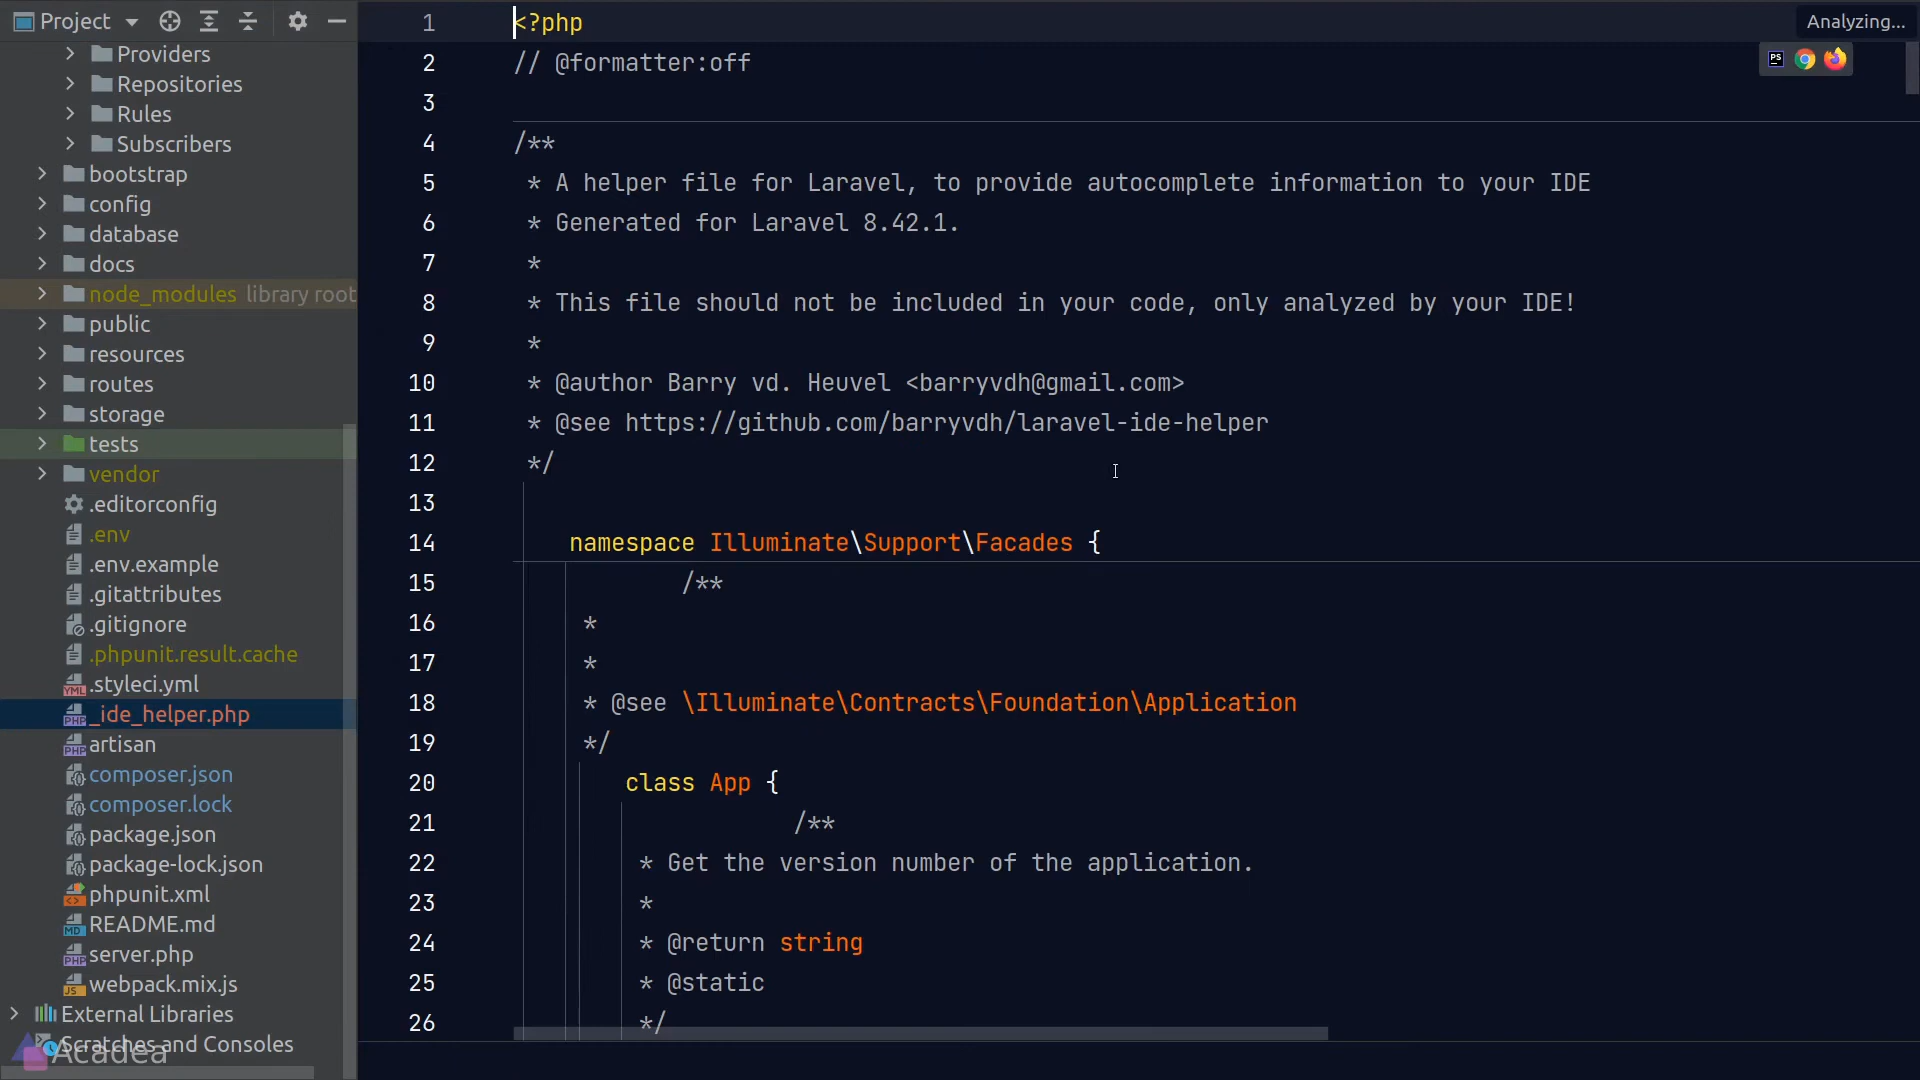 Project
Providers
Repositories
Rules
Subscribers
bootstrap
config
database
docs
node_modules library root
public
resources
routes
storage
tests
vendor
.editorconfig
.env
.env.example
.gitattributes
.gitignore
.phpunit.result.cache
.styleci.yml
_ide_helper.php
artisan
composer.json
composer.lock
package.json
package-lock.json
phpunit.xml
README.md
server.php
webpack.mix.js
External Libraries
Scratches and Consoles
Acadea
Analyzing...
1 <?php
2 // @formatter:off
3
4 /**
5 * A helper file for Laravel, to provide autocomplete information to your IDE
6 * Generated for Laravel 8.42.1.
7 *
8 * This file should not be included in your code, only analyzed by your IDE!
9 *
10 * @author Barry vd. Heuvel <barryvdh@gmail.com>
11 * @see https://github.com/barryvdh/laravel-ide-helper
12 */
13
14 namespace Illuminate\Support\Facades {
15 /**
16 *
17 *
18 * @see \Illuminate\Contracts\Foundation\Application
19 */
20 class App {
21 /**
22 * Get the version number of the application.
23 *
24 * @return string
25 * @static
26 */